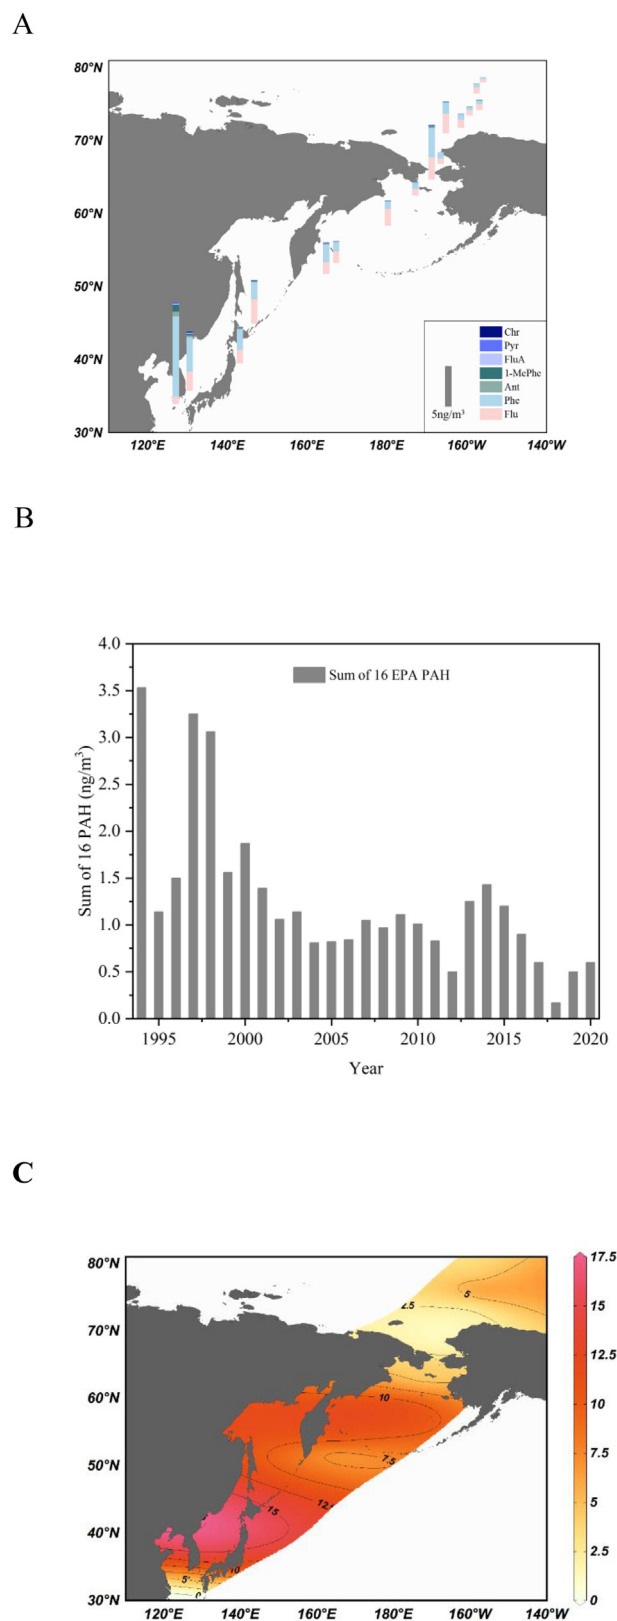 A
80°N
70°N
60°N
50°N
40°N
30°N
Chr
Pyr
FluA
1-MePhe
Ant
Phe
Flu
5ng/m³
120°E 140°E 160°E 180°E 160°W 140°W
B
4.0
3.5
3.0
2.5
2.0
1.5
1.0
0.5
0.0
Sum of 16 PAH (ng/m³)
Sum of 16 EPA PAH
1995 2000 2005 2010 2015 2020
Year
C
80°N
70°N
60°N
50°N
40°N
30°N
2.5
5
10
7.5
12.
15
10
5
0
17.5
15
12.5
10
7.5
5
2.5
0
120°E 140°E 160°E 180°E 160°W 140°W